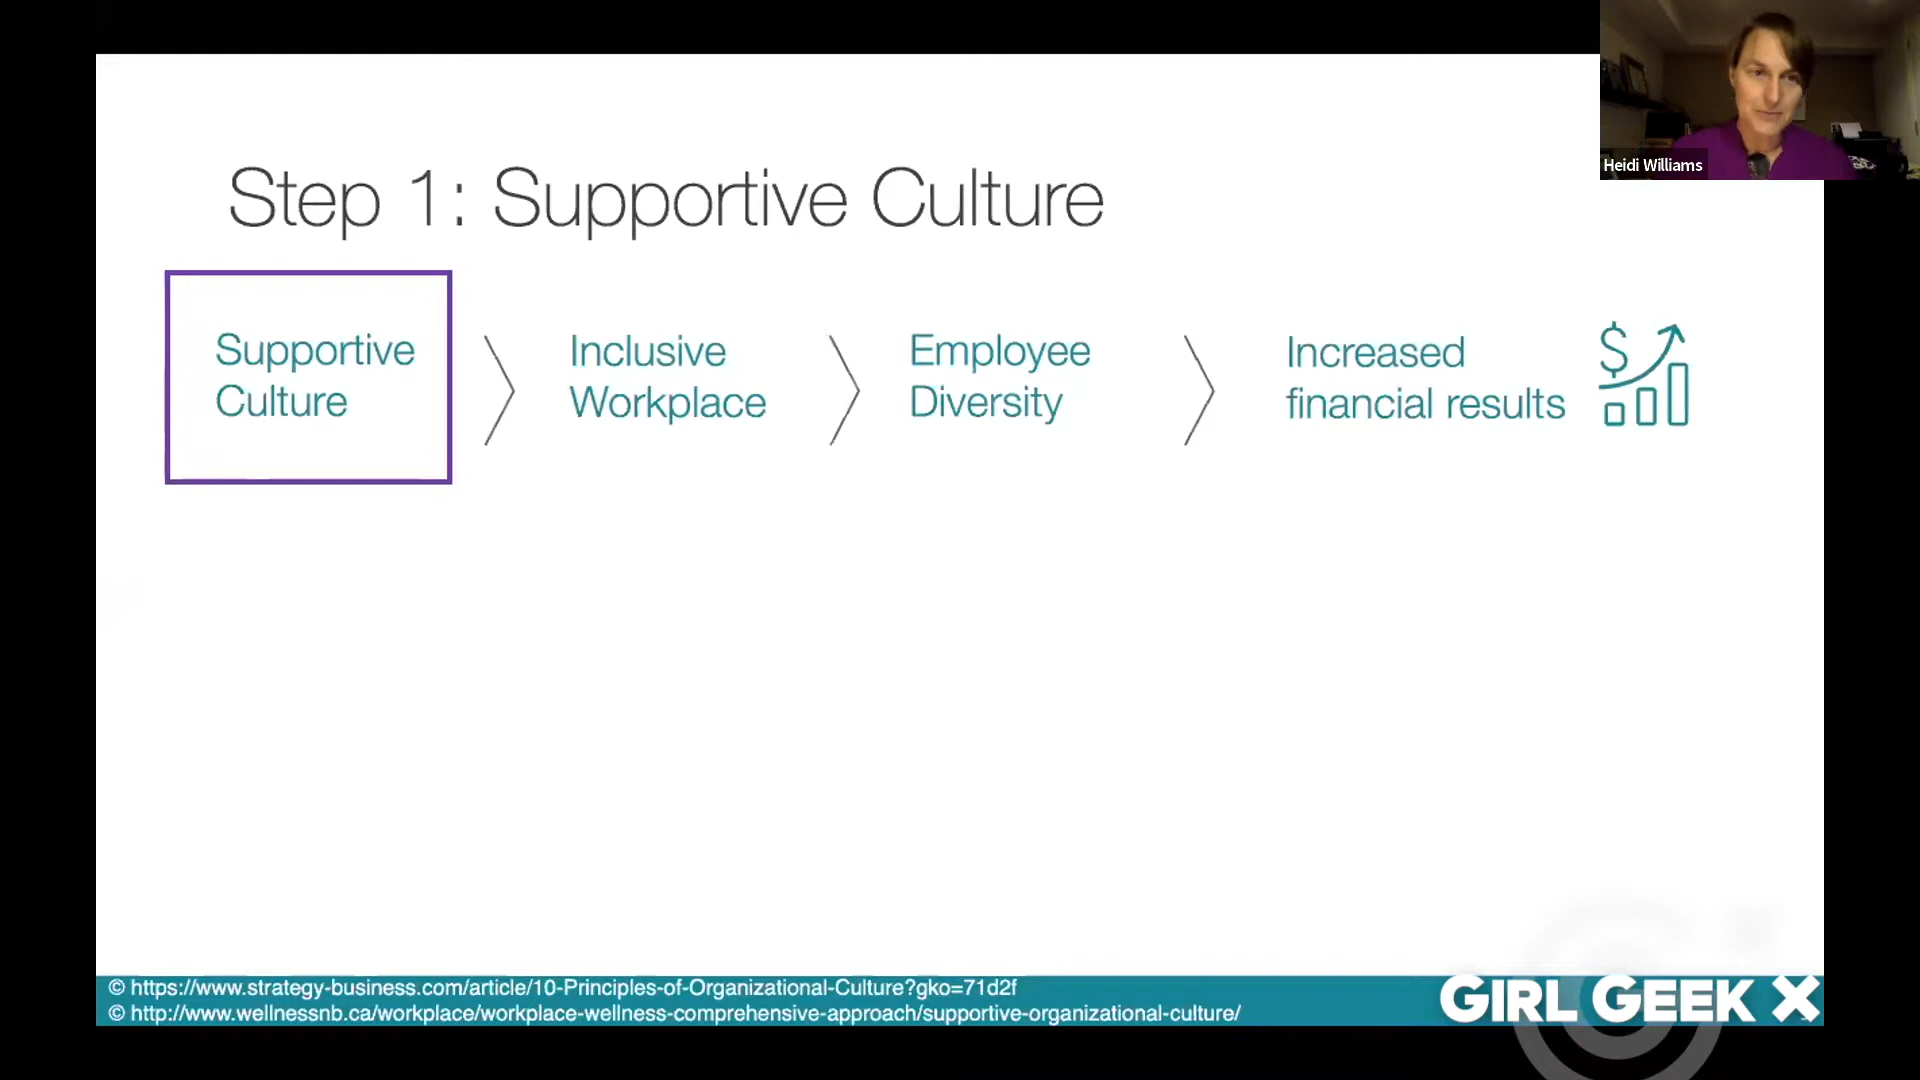 Heidi Williams
Step 1: Supportive Culture
Supportive
Culture
Inclusive
Workplace
Employee
Diversity
Increased
financial results
$
© https://www.strategy-business.com/article/10-Principles-of-Organizational-Culture?gko=71d2f
© http://www.wellnessnb.ca/workplace/workplace-wellness-comprehensive-approach/supportive-organizational-culture/
GIRL GEEK X